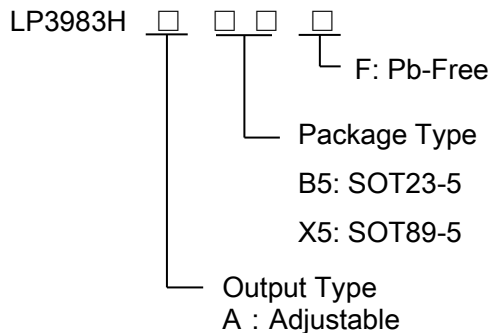 LP3983H □ □ □ □
F: Pb-Free
Package Type
B5: SOT23-5
X5: SOT89-5
Output Type
A : Adjustable